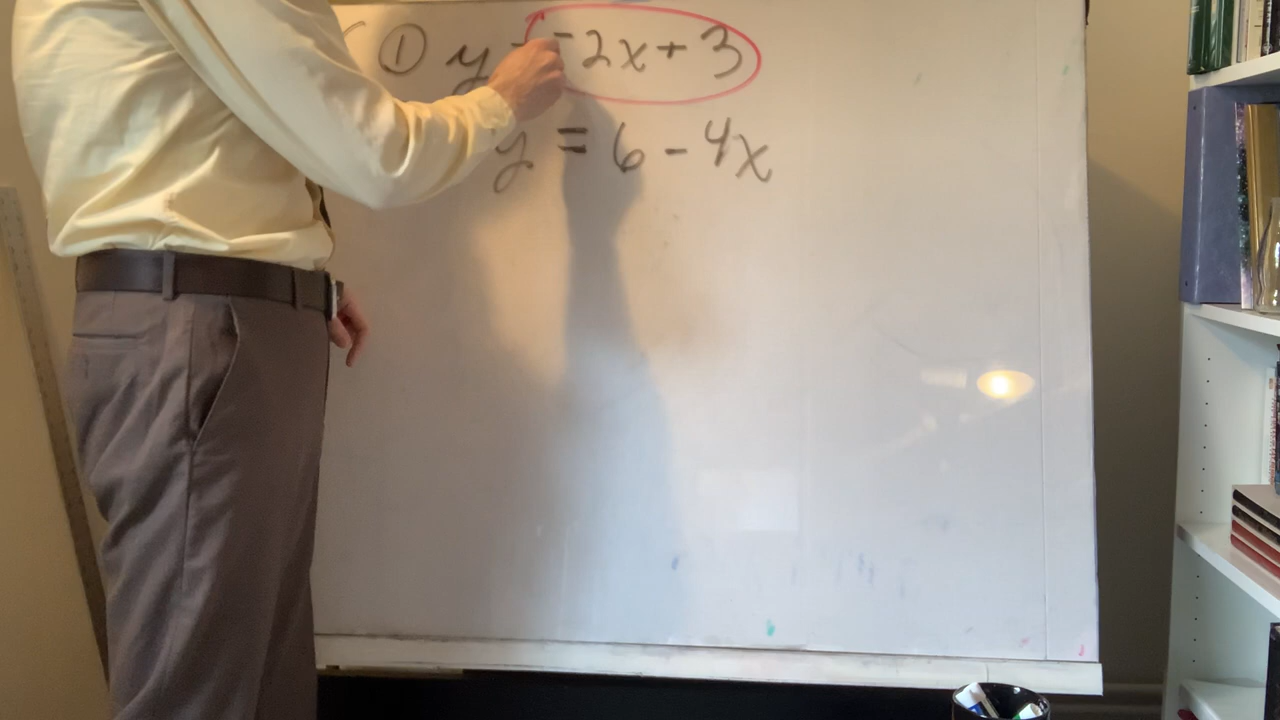 ① y = -2x + 3
y = 6 - 4x